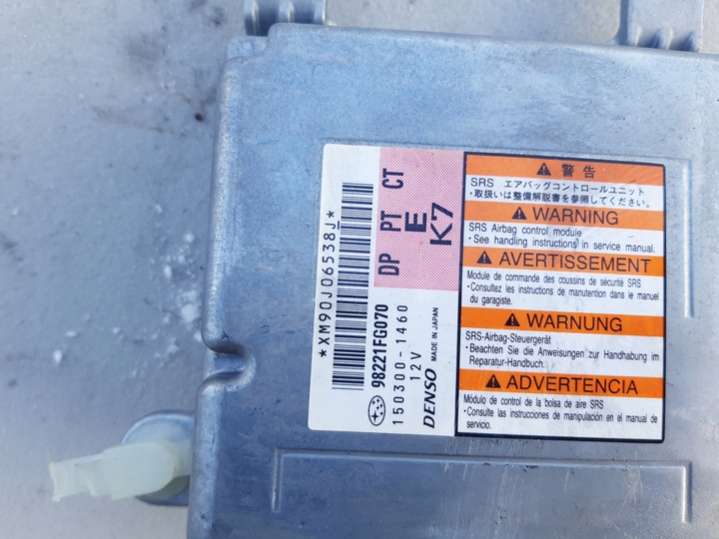 *XM90J06538J*
98221FG070
150300-1460
12V
DENSO MADE IN JAPAN
DP PT CT
E
K7
警告
SRS エアバッグコントロールユニット
・取扱いは整備解説書を参照してください。
WARNING
SRS Airbag control module
・See handling instructions in service manual.
AVERTISSEMENT
Module de commande des coussins de sécurité SRS
・Consultez les instructions de manutention dans le manuel
du garagiste.
WARNUNG
SRS-Airbag-Steuergerät
・Beachten Sie die Anweisungen zur Handhabung im
Reparatur-Handbuch.
ADVERTENCIA
Módulo de control de la bolsa de aire SRS
・Consulte las instrucciones de manipulación en el manual de
servicio.